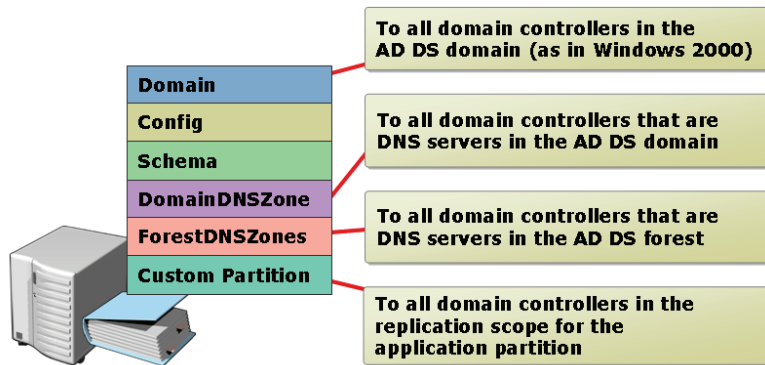 Domain
Config
Schema
DomainDNSZone
ForestDNSZones
Custom Partition
To all domain controllers in the
AD DS domain (as in Windows 2000)
To all domain controllers that are
DNS servers in the AD DS domain
To all domain controllers that are
DNS servers in the AD DS forest
To all domain controllers in the
replication scope for the
application partition